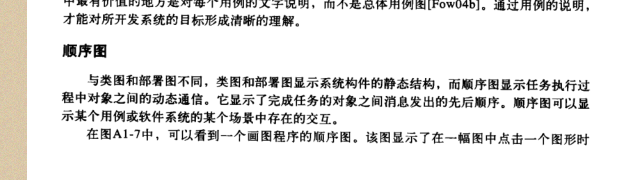 中最有价值的地方是对每个用例的文字说明，而不是总体用例图[Fow04b]。通过用例的说明，
才能对所开发系统的目标形成清晰的理解。
顺序图
与类图和部署图不同，类图和部署图显示系统构件的静态结构，而顺序图显示任务执行过
程中对象之间的动态通信。它显示了完成任务的对象之间消息发出的先后顺序。顺序图可以显
示某个用例或软件系统的某个场景中存在的交互。
在图A1-7中，可以看到一个画图程序的顺序图。该图显示了在一幅图中点击一个图形时